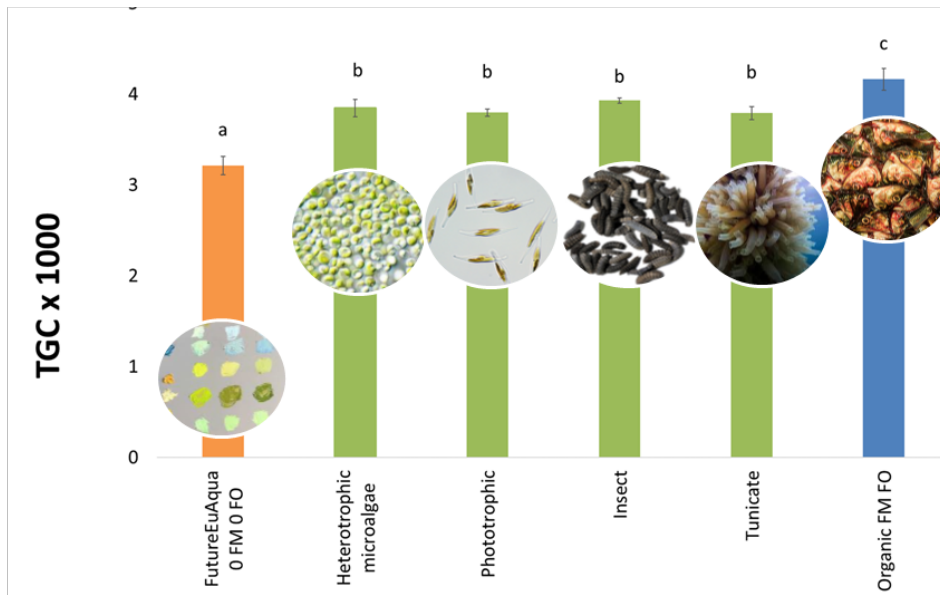 a
b
b
b
b
c
TGC x 1000
4
3
2
1
0
FutureEuAqua
0 FM 0 FO
Heterotrophic
microalgae
Phototrophic
Insect
Tunicate
Organic FM FO